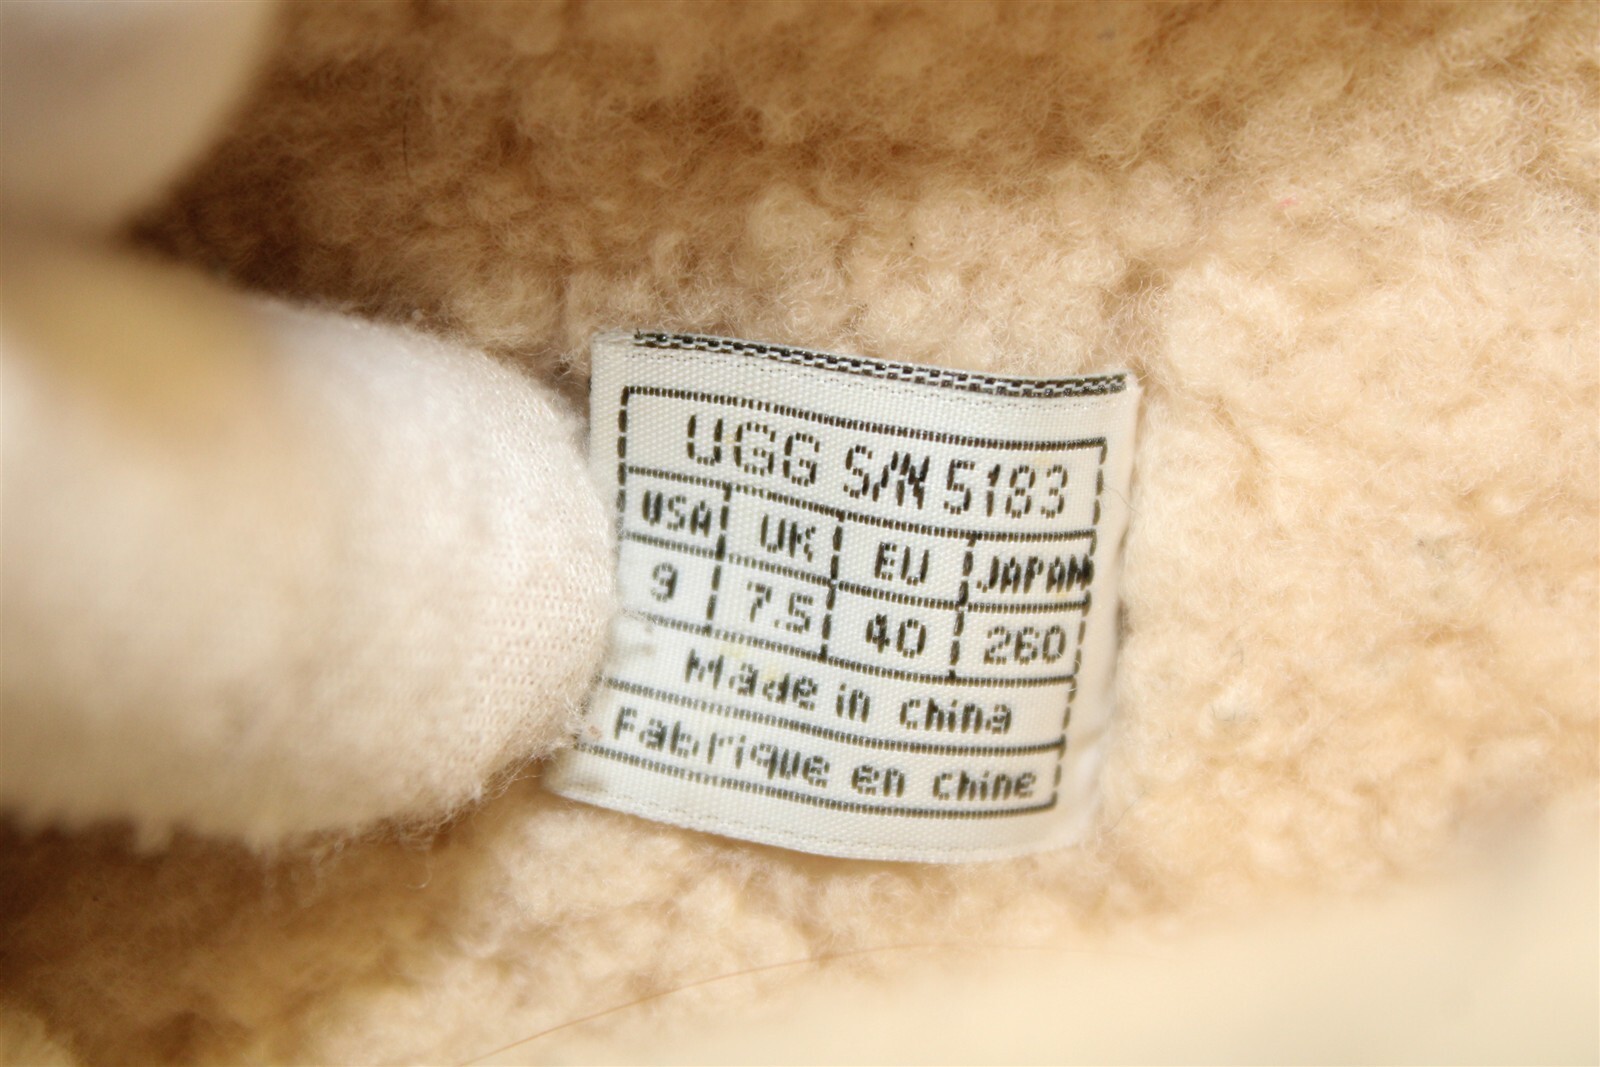 UGG S/N 5183
USA UK EU JAPAN
9 7.5 40 260
Made in china
Fabrique en chine